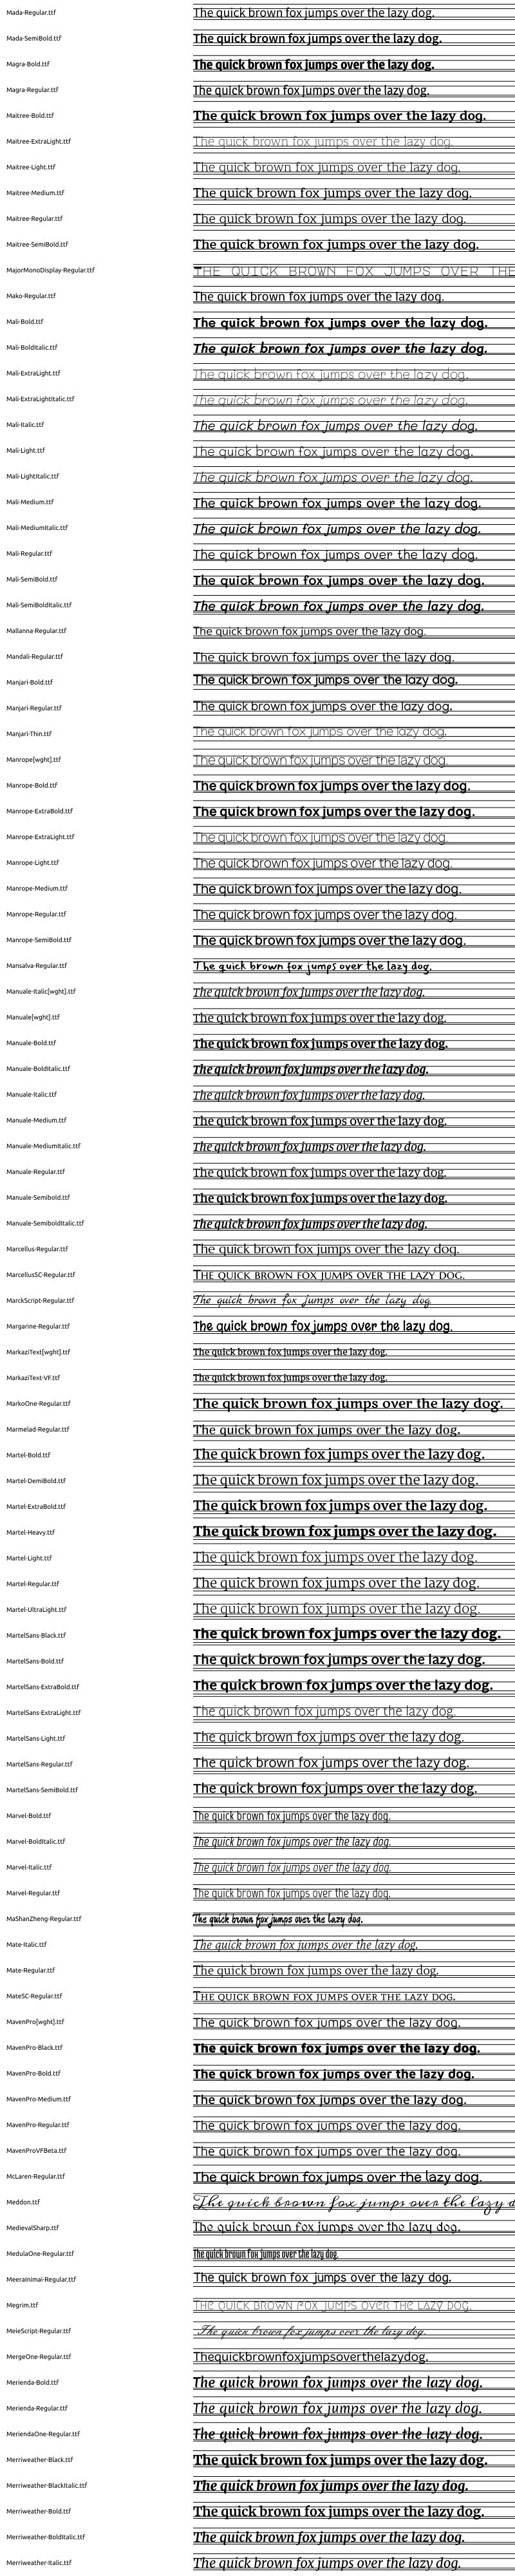 Mada-Regular.ttf The quick brown fox jumps over the lazy dog.
Mada-SemiBold.ttf The quick brown fox jumps over the lazy dog.
Magra-Bold.ttf The quick brown fox jumps over the lazy dog.
Magra-Regular.ttf The quick brown fox jumps over the lazy dog.
Maitree-Bold.ttf The quick brown fox jumps over the lazy dog.
Maitree-ExtraLight.ttf The quick brown fox jumps over the lazy dog.
Maitree-Light.ttf The quick brown fox jumps over the lazy dog.
Maitree-Medium.ttf The quick brown fox jumps over the lazy dog.
Maitree-Regular.ttf The quick brown fox jumps over the lazy dog.
Maitree-SemiBold.ttf The quick brown fox jumps over the lazy dog.
MajorMonoDisplay-Regular.ttf THE QUICK BROWN FOX JUMPS OVER THE
Mako-Regular.ttf The quick brown fox jumps over the lazy dog.
Mali-Bold.ttf The quick brown fox jumps over the lazy dog.
Mali-BoldItalic.ttf The quick brown fox jumps over the lazy dog.
Mali-ExtraLight.ttf The quick brown fox jumps over the lazy dog.
Mali-ExtraLightItalic.ttf The quick brown fox jumps over the lazy dog.
Mali-Italic.ttf The quick brown fox jumps over the lazy dog.
Mali-Light.ttf The quick brown fox jumps over the lazy dog.
Mali-LightItalic.ttf The quick brown fox jumps over the lazy dog.
Mali-Medium.ttf The quick brown fox jumps over the lazy dog.
Mali-MediumItalic.ttf The quick brown fox jumps over the lazy dog.
Mali-Regular.ttf The quick brown fox jumps over the lazy dog.
Mali-SemiBold.ttf The quick brown fox jumps over the lazy dog.
Mali-SemiBoldItalic.ttf The quick brown fox jumps over the lazy dog.
Mallanna-Regular.ttf The quick brown fox jumps over the lazy dog.
Mandali-Regular.ttf The quick brown fox jumps over the lazy dog.
Manjari-Bold.ttf The quick brown fox jumps over the lazy dog.
Manjari-Regular.ttf The quick brown fox jumps over the lazy dog.
Manjari-Thin.ttf The quick brown fox jumps over the lazy dog.
Manrope[wght].ttf The quick brown fox jumps over the lazy dog.
Manrope-Bold.ttf The quick brown fox jumps over the lazy dog.
Manrope-ExtraBold.ttf The quick brown fox jumps over the lazy dog.
Manrope-ExtraLight.ttf The quick brown fox jumps over the lazy dog.
Manrope-Light.ttf The quick brown fox jumps over the lazy dog.
Manrope-Medium.ttf The quick brown fox jumps over the lazy dog.
Manrope-Regular.ttf The quick brown fox jumps over the lazy dog.
Manrope-SemiBold.ttf The quick brown fox jumps over the lazy dog.
Mansalva-Regular.ttf The quick brown fox jumps over the lazy dog.
Manuale-Italic[wght].ttf The quick brown fox jumps over the lazy dog.
Manuale[wght].ttf The quick brown fox jumps over the lazy dog.
Manuale-Bold.ttf The quick brown fox jumps over the lazy dog.
Manuale-BoldItalic.ttf The quick brown fox jumps over the lazy dog.
Manuale-Italic.ttf The quick brown fox jumps over the lazy dog.
Manuale-Medium.ttf The quick brown fox jumps over the lazy dog.
Manuale-MediumItalic.ttf The quick brown fox jumps over the lazy dog.
Manuale-Regular.ttf The quick brown fox jumps over the lazy dog.
Manuale-Semibold.ttf The quick brown fox jumps over the lazy dog.
Manuale-SemiboldItalic.ttf The quick brown fox jumps over the lazy dog.
Marcellus-Regular.ttf The quick brown fox jumps over the lazy dog.
MarcellusSC-Regular.ttf The quick brown fox jumps over the lazy dog.
MarckScript-Regular.ttf The quick brown fox jumps over the lazy dog.
Margarine-Regular.ttf The quick brown fox jumps over the lazy dog.
MarkaziText[wght].ttf The quick brown fox jumps over the lazy dog.
MarkaziText-VF.ttf The quick brown fox jumps over the lazy dog.
MarkoOne-Regular.ttf The quick brown fox jumps over the lazy dog.
Marmelad-Regular.ttf The quick brown fox jumps over the lazy dog.
Martel-Bold.ttf The quick brown fox jumps over the lazy dog.
Martel-DemiBold.ttf The quick brown fox jumps over the lazy dog.
Martel-ExtraBold.ttf The quick brown fox jumps over the lazy dog.
Martel-Heavy.ttf The quick brown fox jumps over the lazy dog.
Martel-Light.ttf The quick brown fox jumps over the lazy dog.
Martel-Regular.ttf The quick brown fox jumps over the lazy dog.
Martel-UltraLight.ttf The quick brown fox jumps over the lazy dog.
MartelSans-Black.ttf The quick brown fox jumps over the lazy dog.
MartelSans-Bold.ttf The quick brown fox jumps over the lazy dog.
MartelSans-ExtraBold.ttf The quick brown fox jumps over the lazy dog.
MartelSans-ExtraLight.ttf The quick brown fox jumps over the lazy dog.
MartelSans-Light.ttf The quick brown fox jumps over the lazy dog.
MartelSans-Regular.ttf The quick brown fox jumps over the lazy dog.
MartelSans-SemiBold.ttf The quick brown fox jumps over the lazy dog.
Marvel-Bold.ttf The quick brown fox jumps over the lazy dog.
Marvel-BoldItalic.ttf The quick brown fox jumps over the lazy dog.
Marvel-Italic.ttf The quick brown fox jumps over the lazy dog.
Marvel-Regular.ttf The quick brown fox jumps over the lazy dog.
MaShanZheng-Regular.ttf The quick brown fox jumps over the lazy dog.
Mate-Italic.ttf The quick brown fox jumps over the lazy dog.
Mate-Regular.ttf The quick brown fox jumps over the lazy dog.
MateSC-Regular.ttf The quick brown fox jumps over the lazy dog.
MavenPro[wght].ttf The quick brown fox jumps over the lazy dog.
MavenPro-Black.ttf The quick brown fox jumps over the lazy dog.
MavenPro-Bold.ttf The quick brown fox jumps over the lazy dog.
MavenPro-Medium.ttf The quick brown fox jumps over the lazy dog.
MavenPro-Regular.ttf The quick brown fox jumps over the lazy dog.
MavenProVFBeta.ttf The quick brown fox jumps over the lazy dog.
McLaren-Regular.ttf The quick brown fox jumps over the lazy dog.
Meddon.ttf The quick brown fox jumps over the lazy d
MedievalSharp.ttf The quick brown fox jumps over the lazy dog.
MedulaOne-Regular.ttf The quick brown fox jumps over the lazy dog.
MeeraInimai-Regular.ttf The quick brown fox jumps over the lazy dog.
Megrim.ttf The quick brown fox jumps over the lazy dog.
MeieScript-Regular.ttf The quick brown fox jumps over the lazy dog.
MergeOne-Regular.ttf Thequickbrownfoxjumpsoverthelazydog.
Merienda-Bold.ttf The quick brown fox jumps over the lazy dog.
Merienda-Regular.ttf The quick brown fox jumps over the lazy dog.
MeriendaOne-Regular.ttf The quick brown fox jumps over the lazy dog.
Merriweather-Black.ttf The quick brown fox jumps over the lazy dog.
Merriweather-BlackItalic.ttf The quick brown fox jumps over the lazy dog.
Merriweather-Bold.ttf The quick brown fox jumps over the lazy dog.
Merriweather-BoldItalic.ttf The quick brown fox jumps over the lazy dog.
Merriweather-Italic.ttf The quick brown fox jumps over the lazy dog.